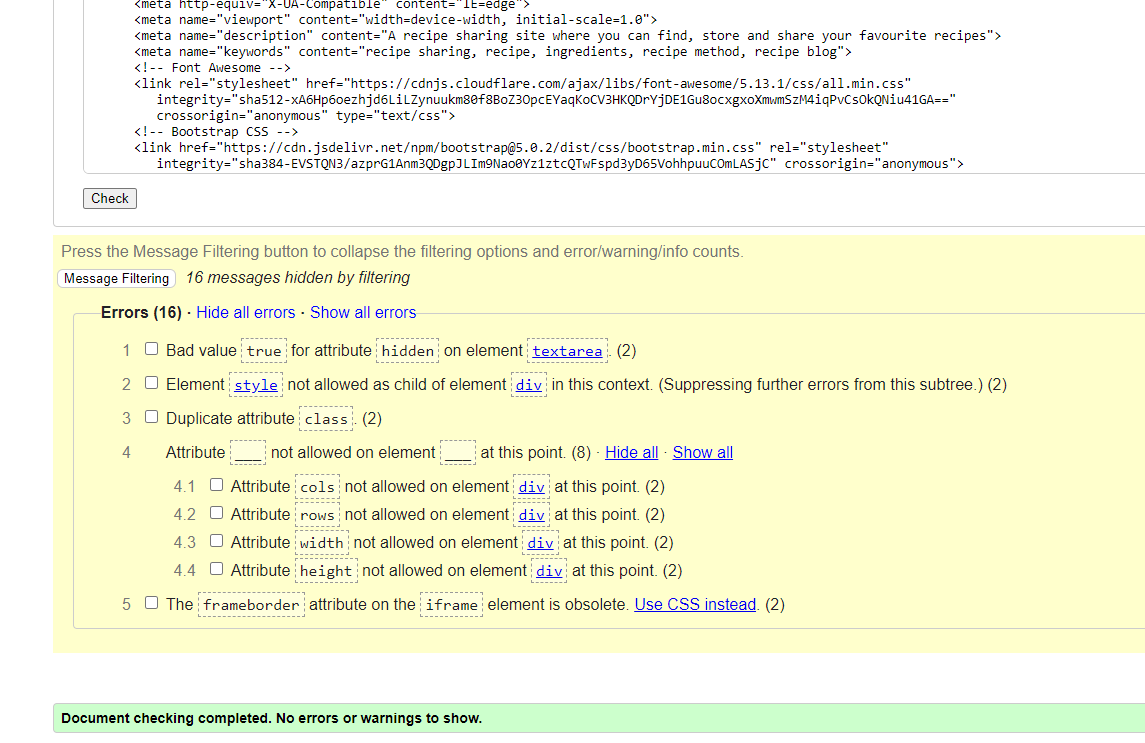 <meta http-equiv="X-UA-Compatible" content="IE=edge">
<meta name="viewport" content="width=device-width, initial-scale=1.0">
<meta name="description" content="A recipe sharing site where you can find, store and share your favourite recipes">
<meta name="keywords" content="recipe sharing, recipe, ingredients, recipe method, recipe blog">
<!-- Font Awesome -->
<link rel="stylesheet" href="https://cdnjs.cloudflare.com/ajax/libs/font-awesome/5.13.1/css/all.min.css"
integrity="sha512-xA6Hp6oezhjd6LiLZynuukm80f8BoZ3OpcEYaqKoCV3HKQDrYjDE1Gu8ocxgxoXmwmSzM4iqPvCsOkQNiu41GA=="
crossorigin="anonymous" type="text/css">
<!-- Bootstrap CSS -->
<link href="https://cdn.jsdelivr.net/npm/bootstrap@5.0.2/dist/css/bootstrap.min.css" rel="stylesheet"
integrity="sha384-EVSTQN3/azprG1Anm3QDgpJLIm9Nao0Yz1ztcQTwFspd3yD65VohhpuuCOmLASjC" crossorigin="anonymous">
Check
Press the Message Filtering button to collapse the filtering options and error/warning/info counts.
Message Filtering 16 messages hidden by filtering
Errors (16) · Hide all errors · Show all errors
1 Bad value true for attribute hidden on element textarea. (2)
2 Element style not allowed as child of element div in this context. (Suppressing further errors from this subtree.) (2)
3 Duplicate attribute class. (2)
4 Attribute ___ not allowed on element ___ at this point. (8) · Hide all · Show all
4.1 Attribute cols not allowed on element div at this point. (2)
4.2 Attribute rows not allowed on element div at this point. (2)
4.3 Attribute width not allowed on element div at this point. (2)
4.4 Attribute height not allowed on element div at this point. (2)
5 The frameborder attribute on the iframe element is obsolete. Use CSS instead. (2)
Document checking completed. No errors or warnings to show.